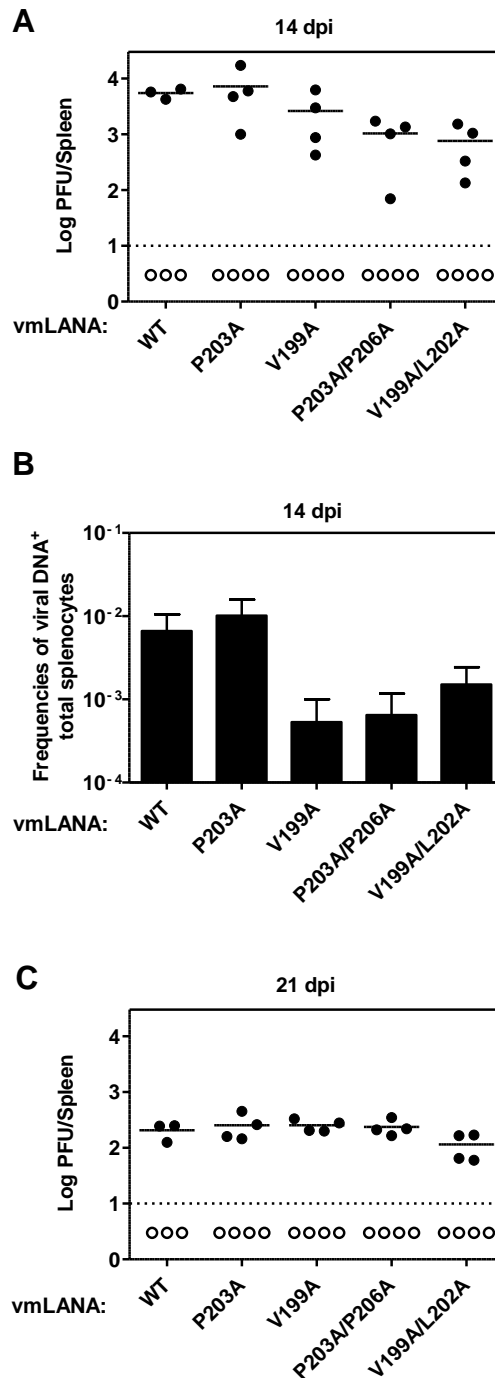 A
14 dpi
Log PFU/Spleen
4
3
2
1
0
vmLANA:
WT
P203A
V199A
P203A/P206A
V199A/L202A
B
14 dpi
Frequencies of viral DNA⁺
total splenocytes
10⁻¹
10⁻²
10⁻³
10⁻⁴
vmLANA:
WT
P203A
V199A
P203A/P206A
V199A/L202A
C
21 dpi
Log PFU/Spleen
4
3
2
1
0
vmLANA:
WT
P203A
V199A
P203A/P206A
V199A/L202A